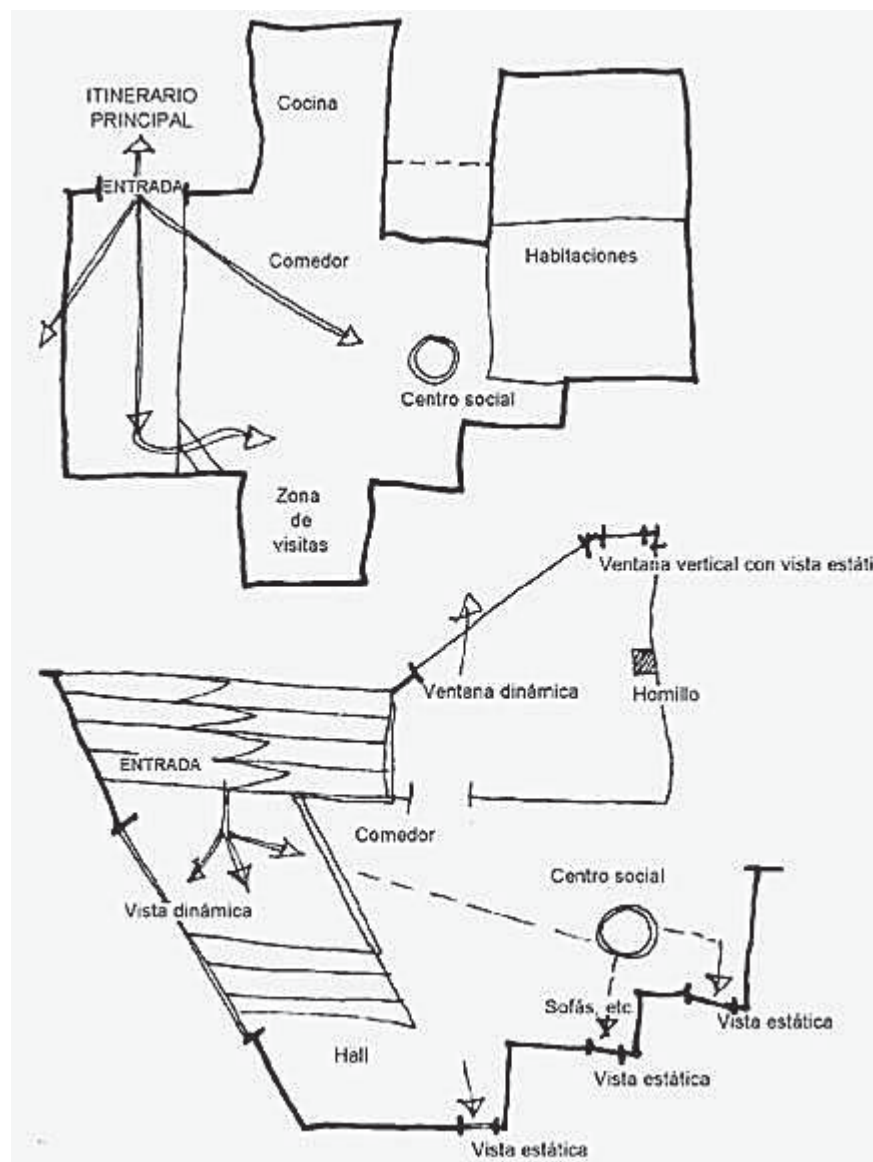 Cocina
ITINERARIO
PRINCIPAL
ENTRADA
Comedor
Habitaciones
Centro social
Zona
de
visitas
Ventana vertical con vista estáti
Ventana dinámica
Hornillo
ENTRADA
Comedor
Centro social
Vista dinámica
Sofás, etc
Vista estática
Hall
Vista estática
Vista estática